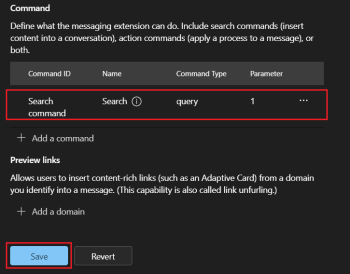 Command
Define what the messaging extension can do. Include search commands (insert
content into a conversation), action commands (apply a process to a message), or
both.
Command ID Name Command Type Parameter
Search command Search query 1 ...
+ Add a command
Preview links
Allows users to insert content-rich links (such as an Adaptive Card) from a domain
you identify into a message. (This capability is also called link unfurling.)
+ Add a domain
Save Revert